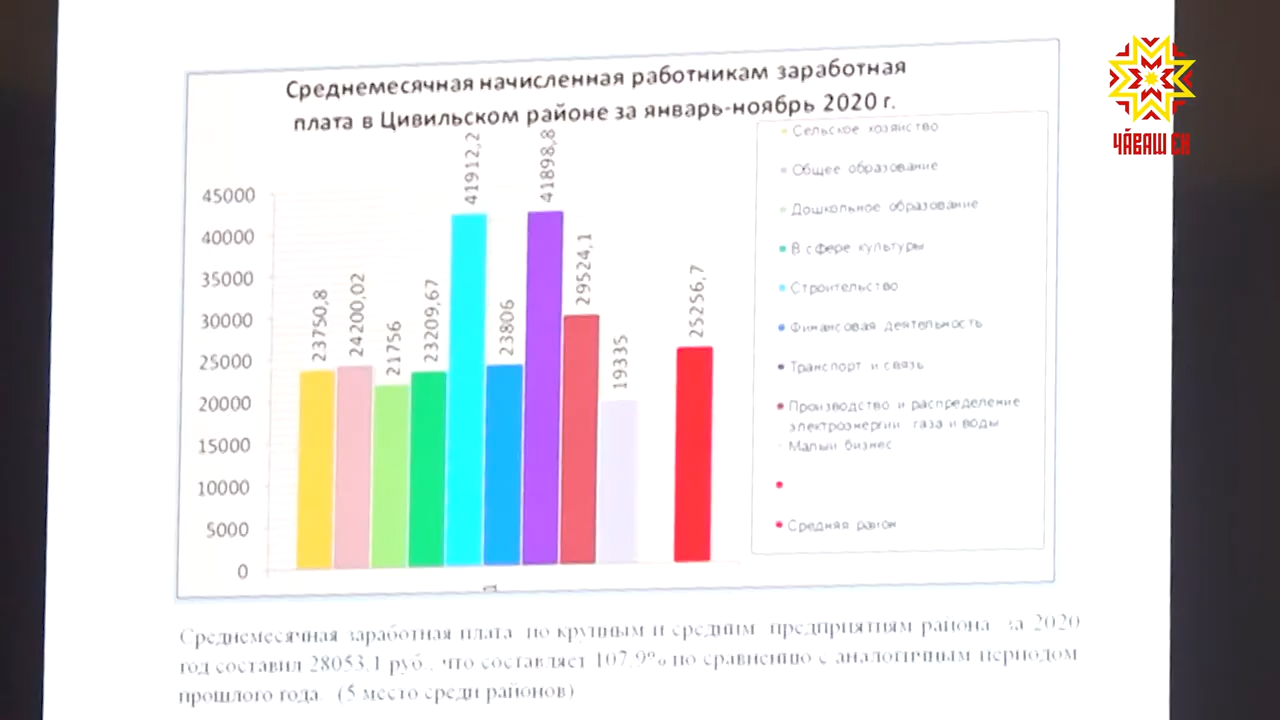 Среднемесячная начисленная работникам заработная
плата в Цивильском районе за январь-ноябрь 2020 г.
ЧӐВАШ ЕН
45000
40000
35000
30000
25000
20000
15000
10000
5000
0
23750,8
24200,02
21756
23209,67
41912,2
23806
41898,8
29524,1
19335
25256,7
1
Сельское хозяйство
Общее образование
Дошкольное образование
В сфере культуры
Строительство
Финансовая деятельность
Транспорт и связь
Производство и распределение
электроэнергии газа и воды
Малый бизнес
Средняя район
Среднемесячная заработная плата по крупным и средним предприятиям района за 2020
год составил 28053,1 руб., что составляет 107,9% по сравнению с аналогичным периодом
прошлого года. (5 место среди районов)